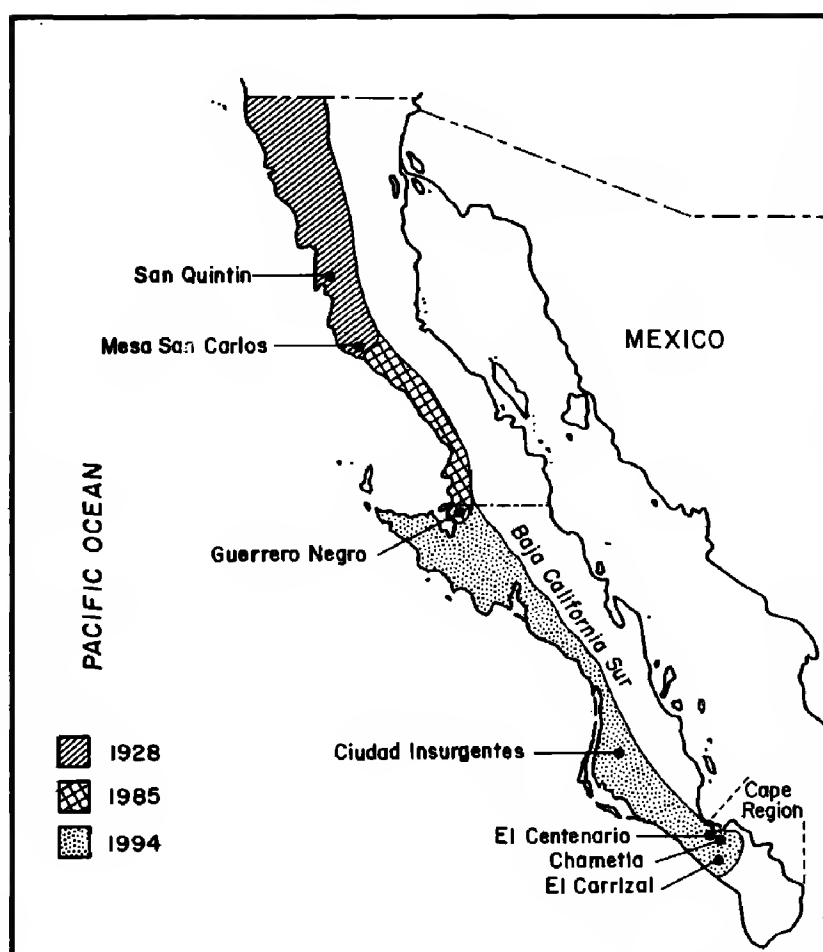 San Quintin
Mesa San Carlos
MEXICO
PACIFIC OCEAN
Guerrero Negro
Baja California Sur
1928
1985
1994
Ciudad Insurgentes
Cape
Region
El Centenario
Chametla
El Carrizal